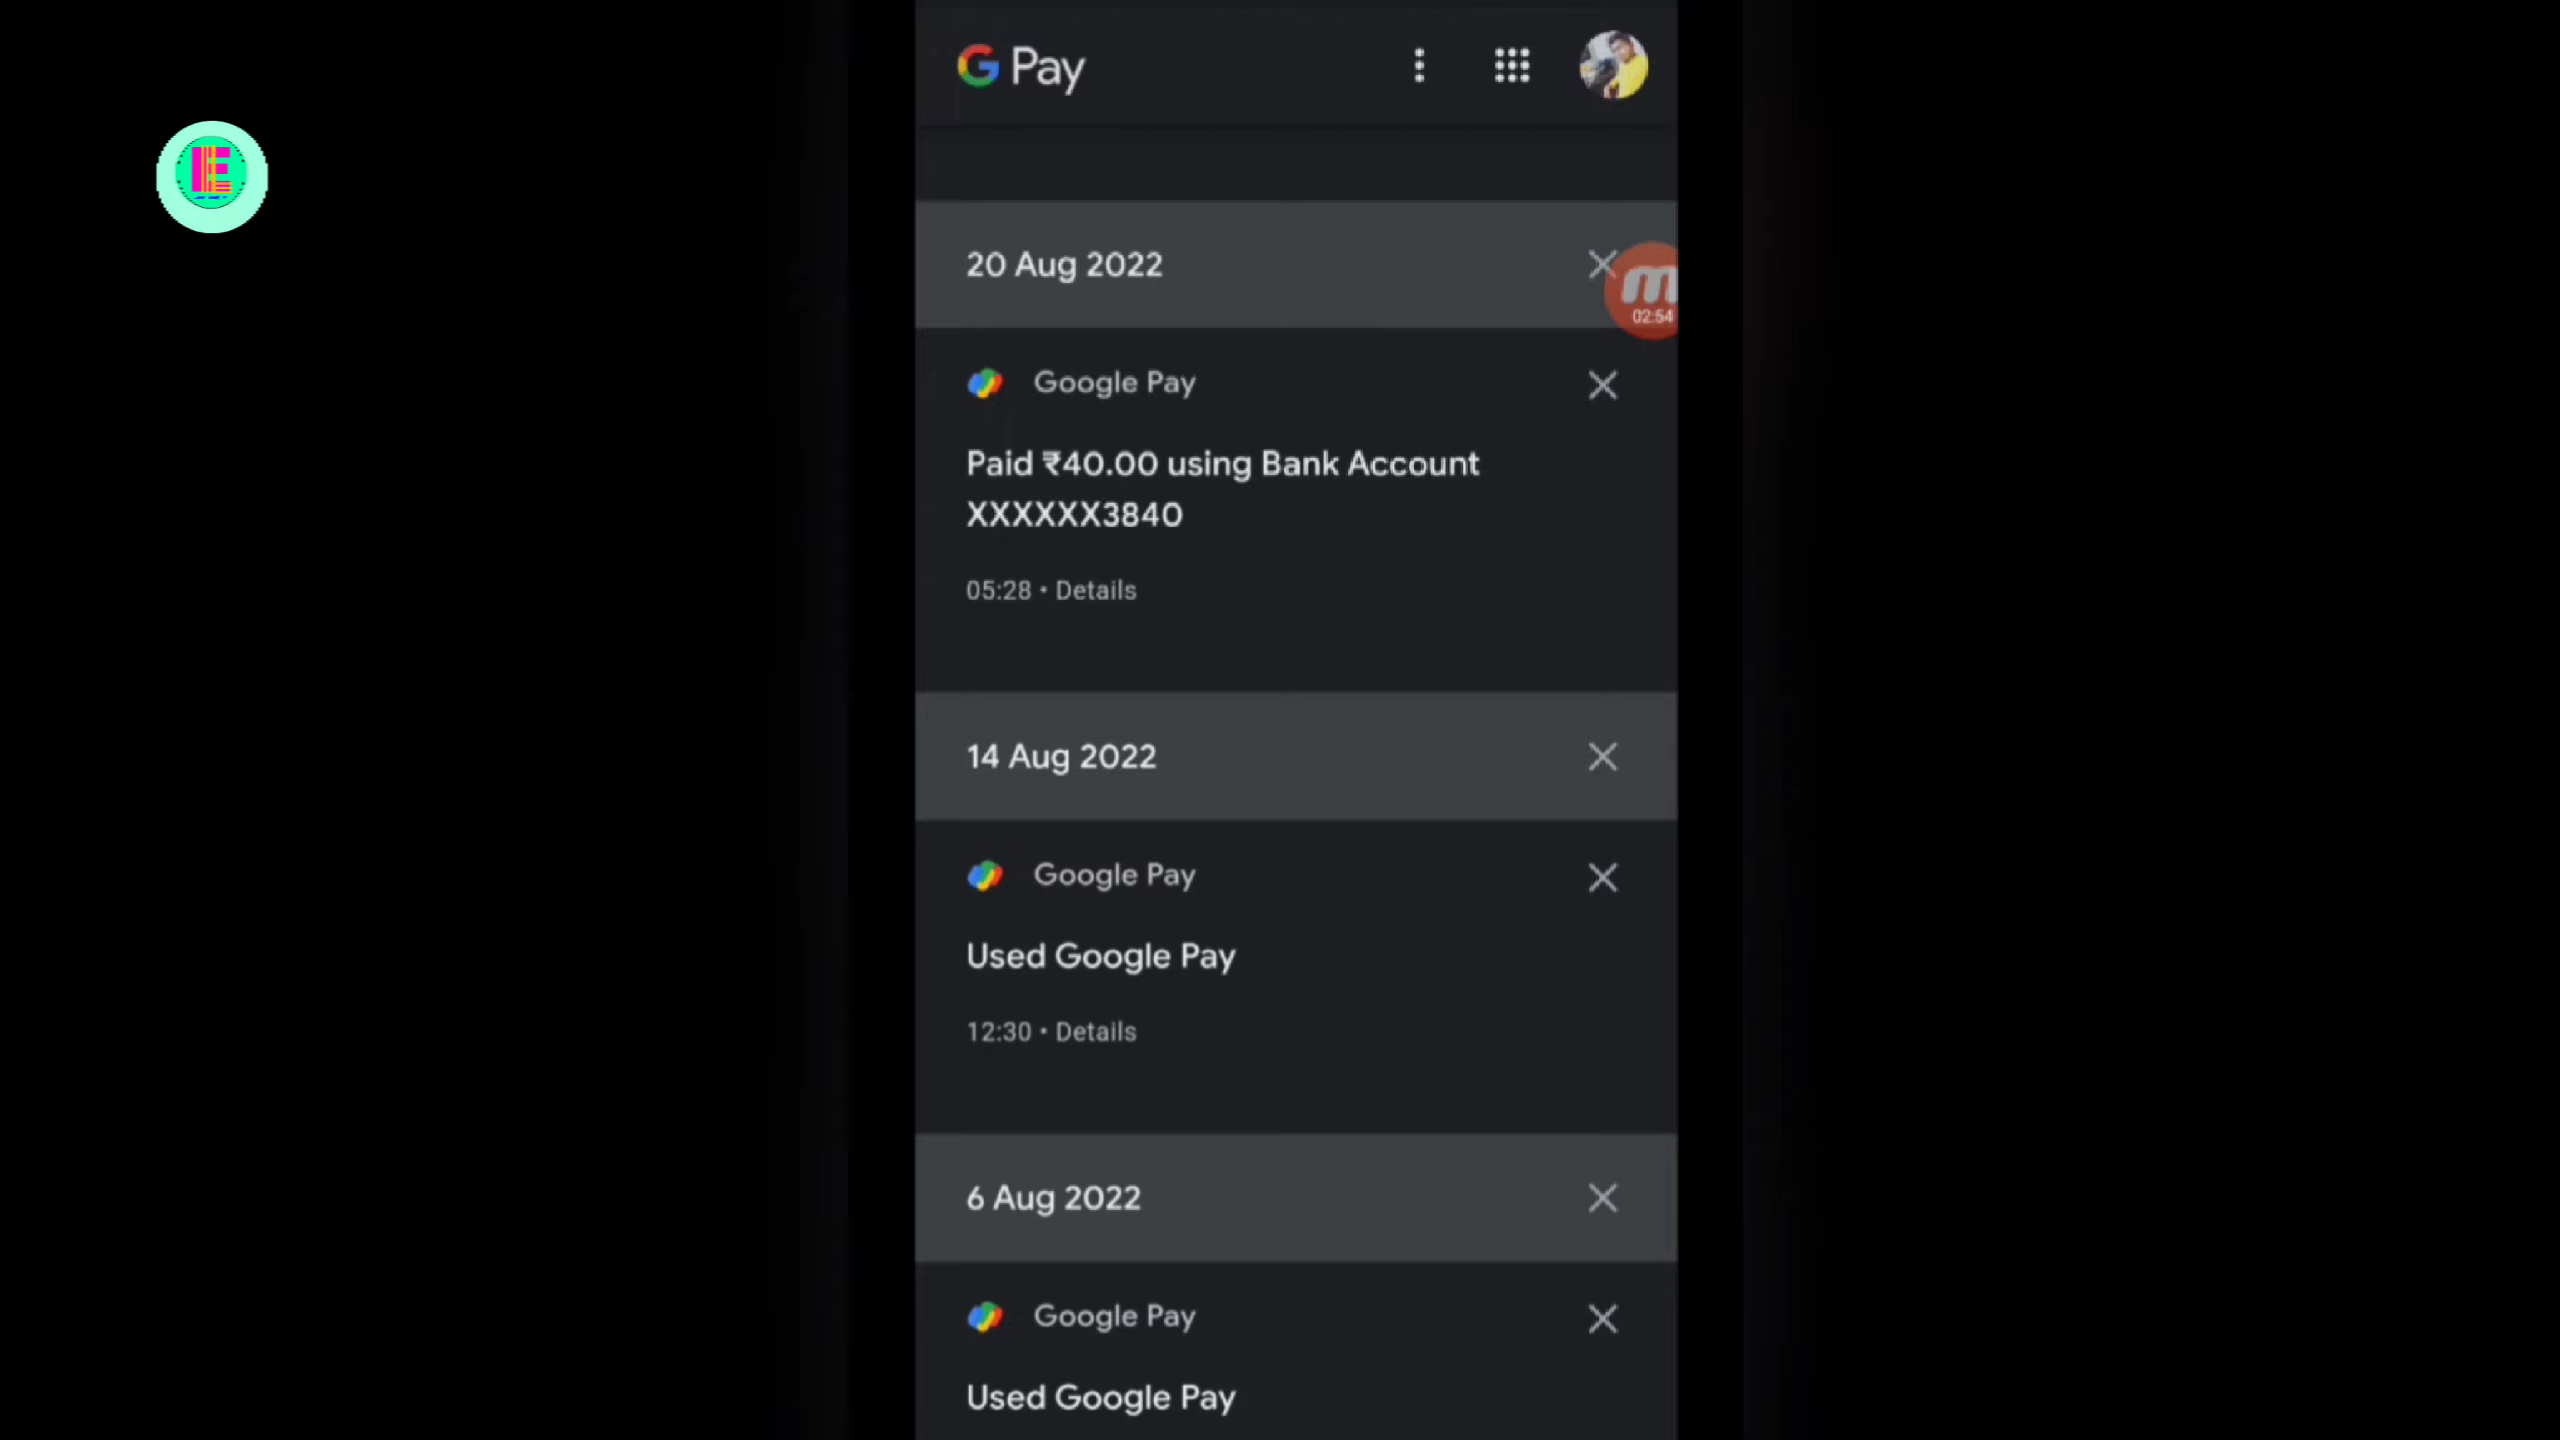 G Pay
E
20 Aug 2022
m
02:54
Google Pay
Paid ₹40.00 using Bank Account
XXXXXX3840
05:28 • Details
14 Aug 2022
Google Pay
Used Google Pay
12:30 • Details
6 Aug 2022
Google Pay
Used Google Pay